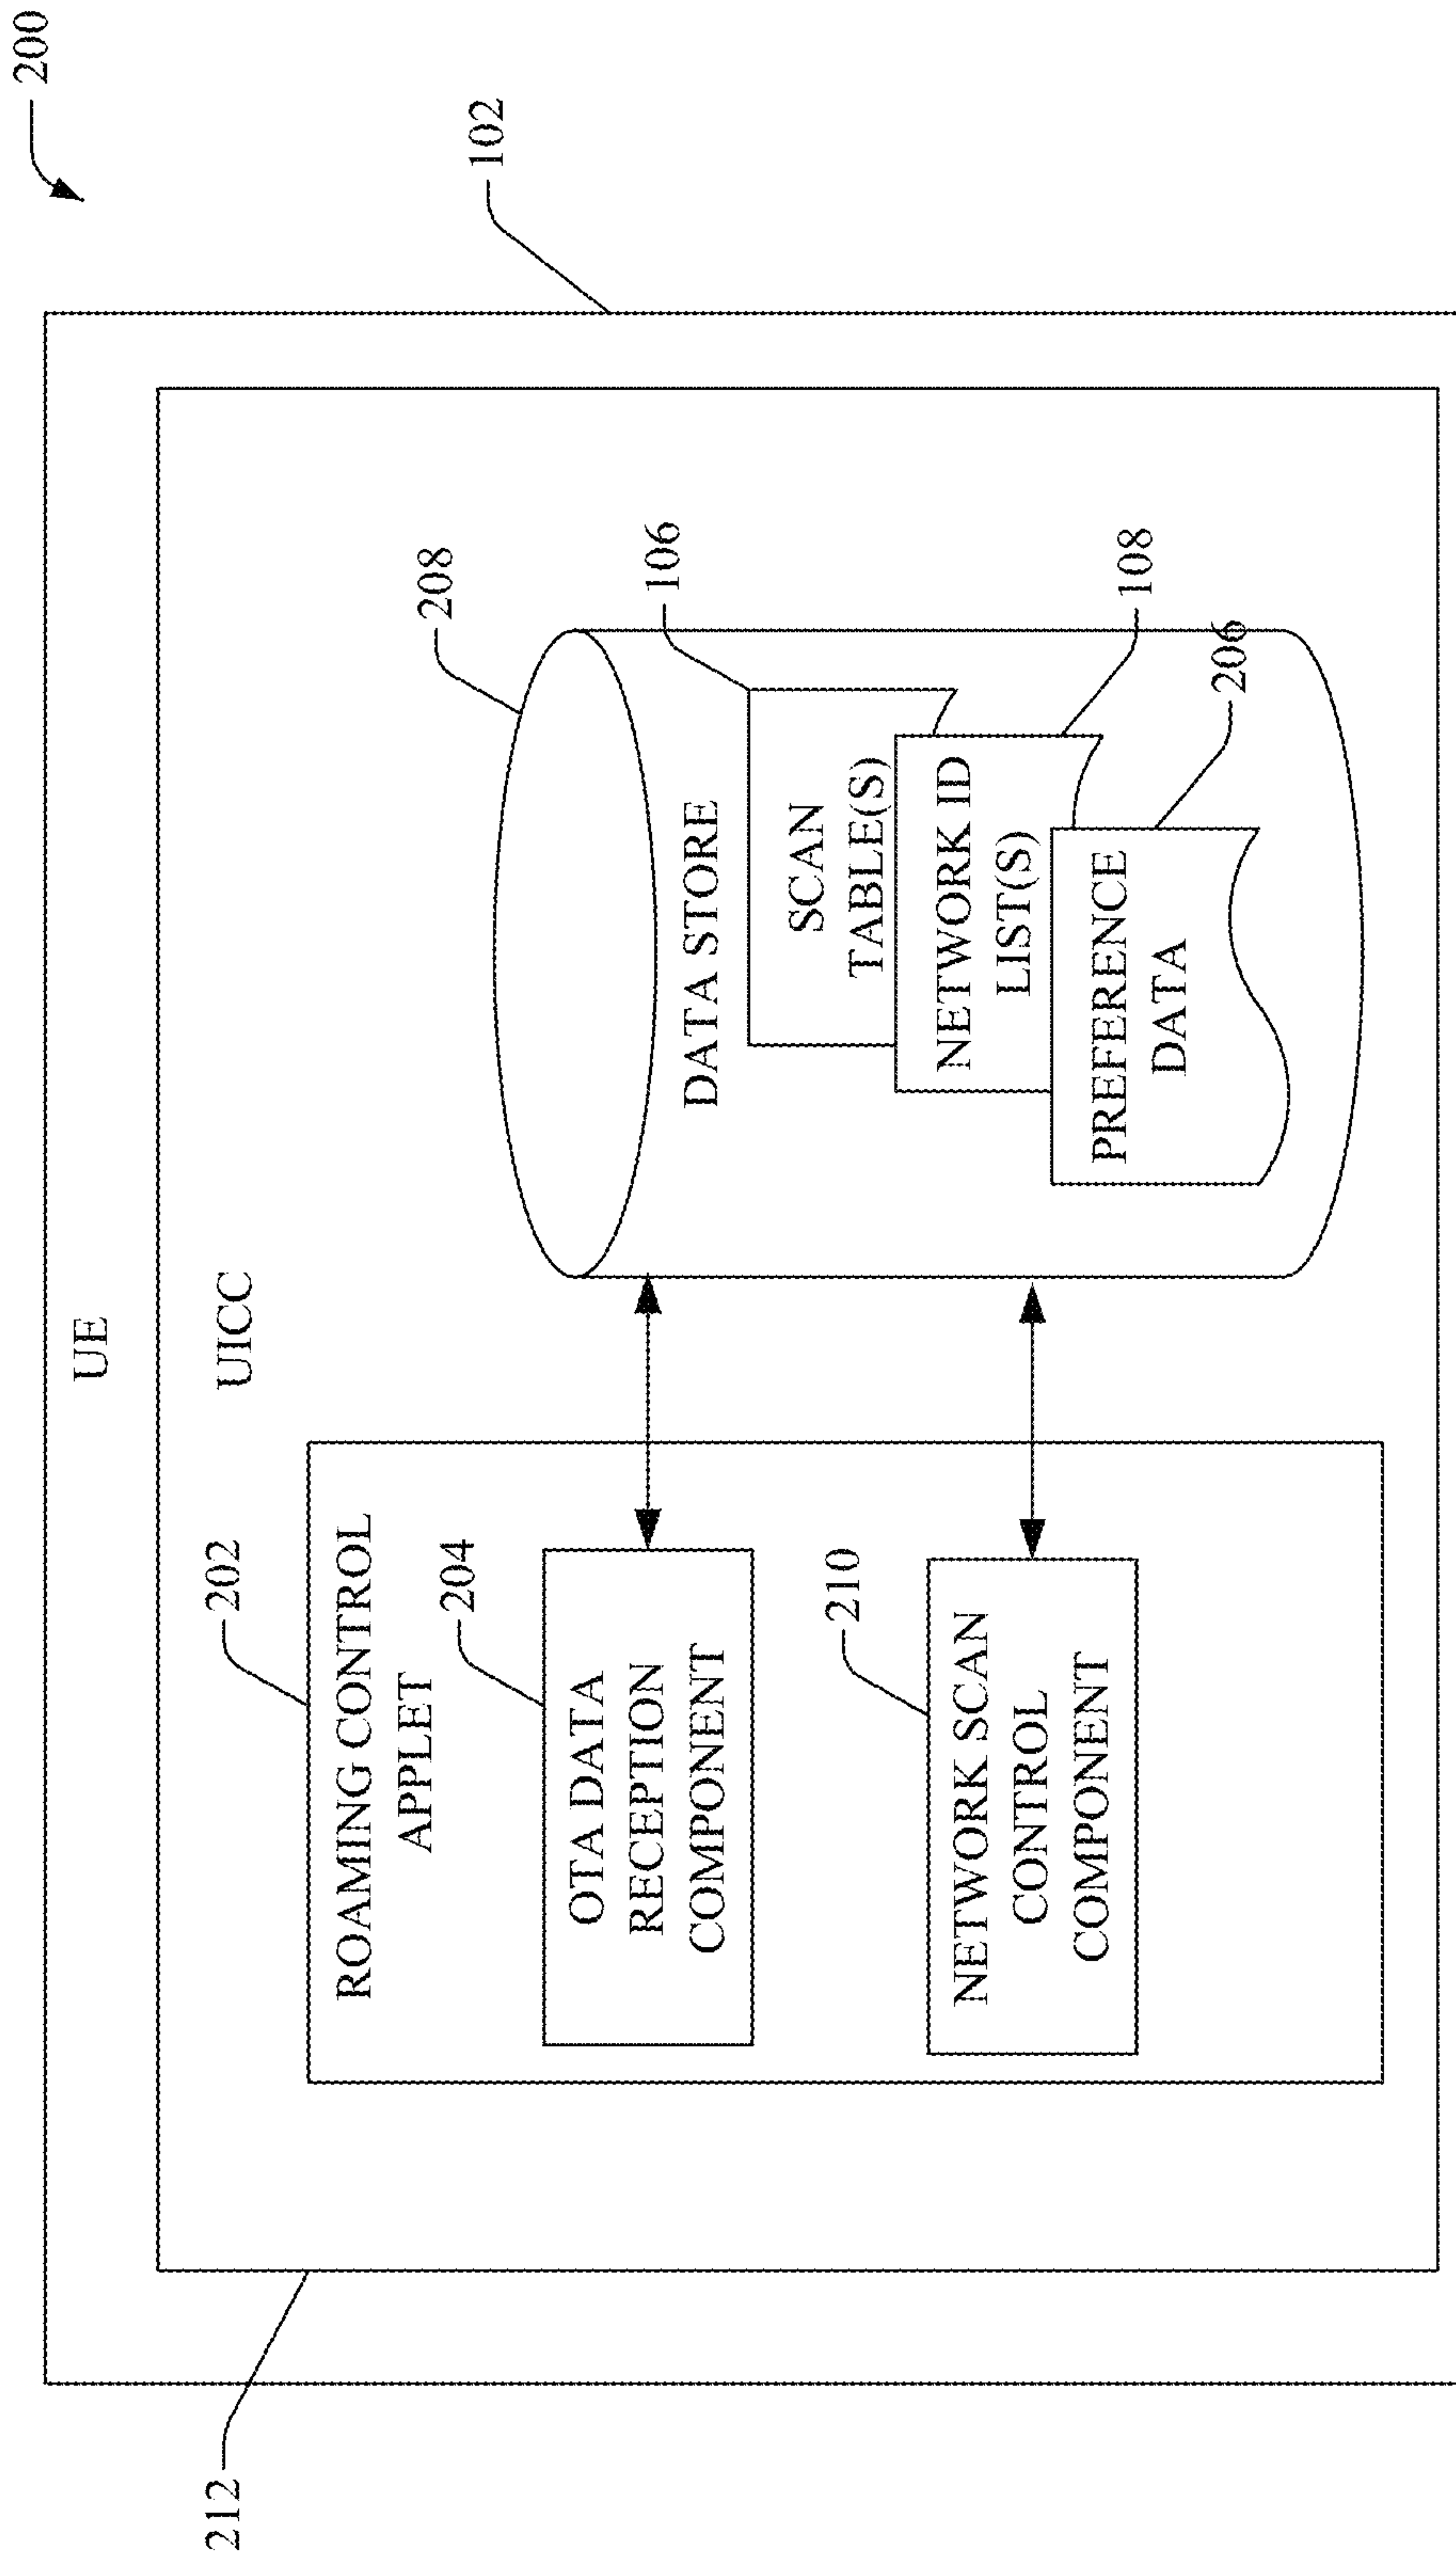 200
UE
102
UICC
212
202
ROAMING CONTROL
APPLET
204
OTA DATA
RECEPTION
COMPONENT
210
NETWORK SCAN
CONTROL
COMPONENT
208
DATA STORE
106
SCAN
TABLE(S)
108
NETWORK ID
LIST(S)
206
PREFERENCE
DATA